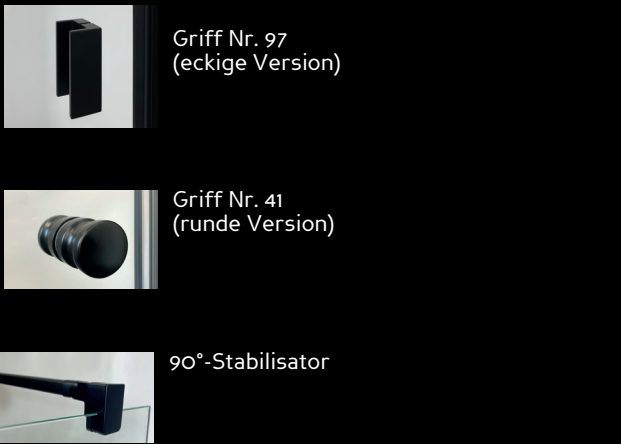 Griff Nr. 97
(eckige Version)
Griff Nr. 41
(runde Version)
90°-Stabilisator